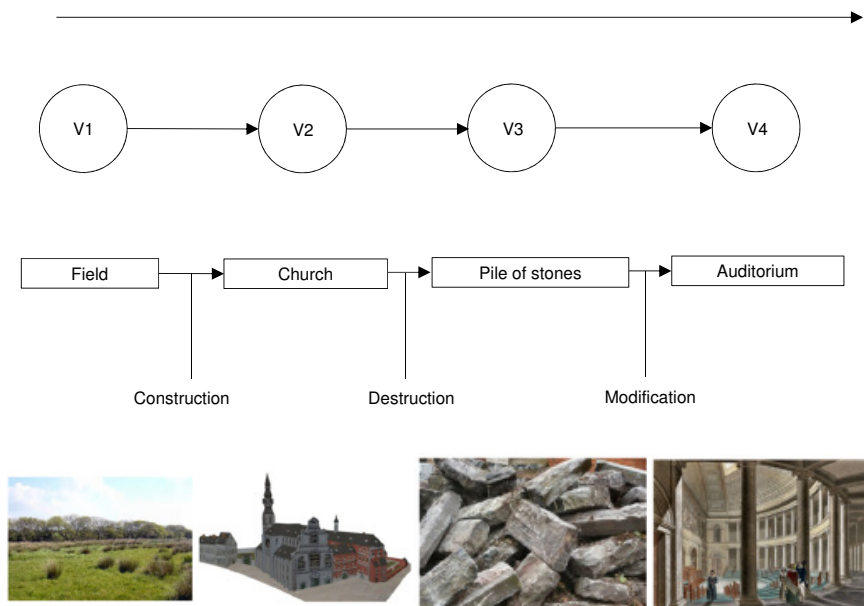 V1
V2
V3
V4
Field
Church
Pile of stones
Auditorium
Construction
Destruction
Modification